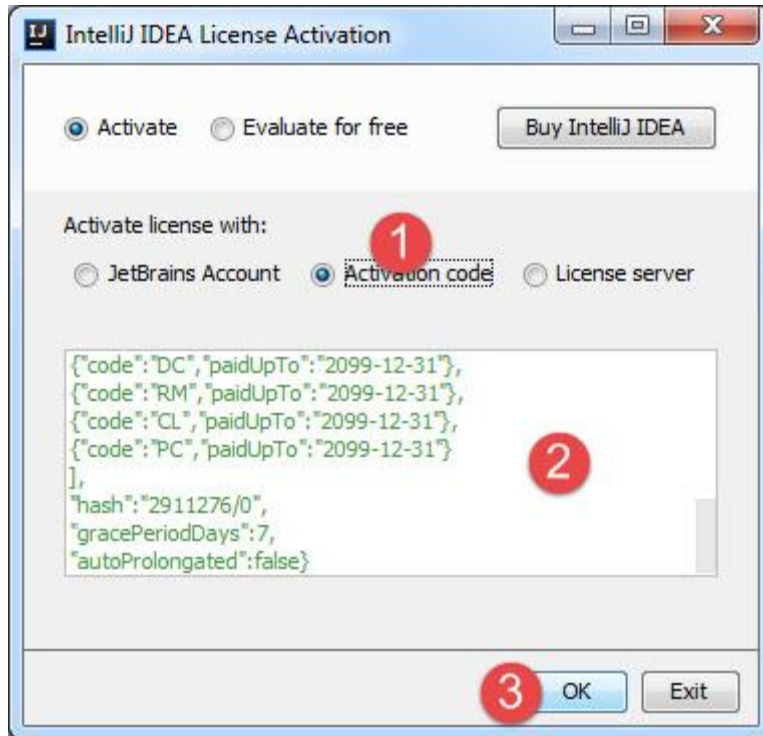 IJ IntelliJ IDEA License Activation
Activate Evaluate for free Buy IntelliJ IDEA
Activate license with:
1
JetBrains Account Activation code License server
{"code":"DC","paidUpTo":"2099-12-31"},
{"code":"RM","paidUpTo":"2099-12-31"},
{"code":"CL","paidUpTo":"2099-12-31"},
{"code":"PC","paidUpTo":"2099-12-31"}
],
2
"hash":"2911276/0",
"gracePeriodDays":7,
"autoProlongated":false}
3 OK Exit